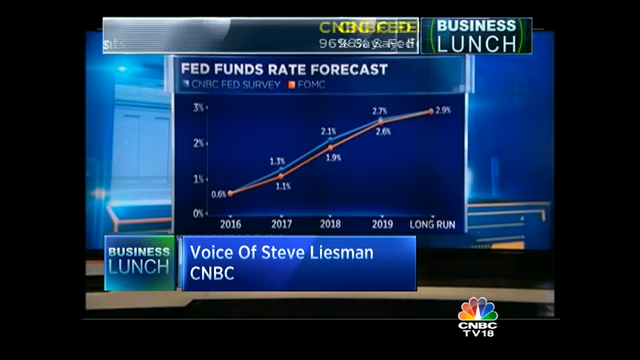 BUSINESS
LUNCH
FED FUNDS RATE FORECAST
CNBC FED SURVEY FOMC
3%
2%
1%
0%
0.6%
1.3%
1.1%
2.1%
1.9%
2.7%
2.6%
2.9%
2016 2017 2018 2019 LONG RUN
BUSINESS
LUNCH
Voice Of Steve Liesman
CNBC
CNBC
TV18